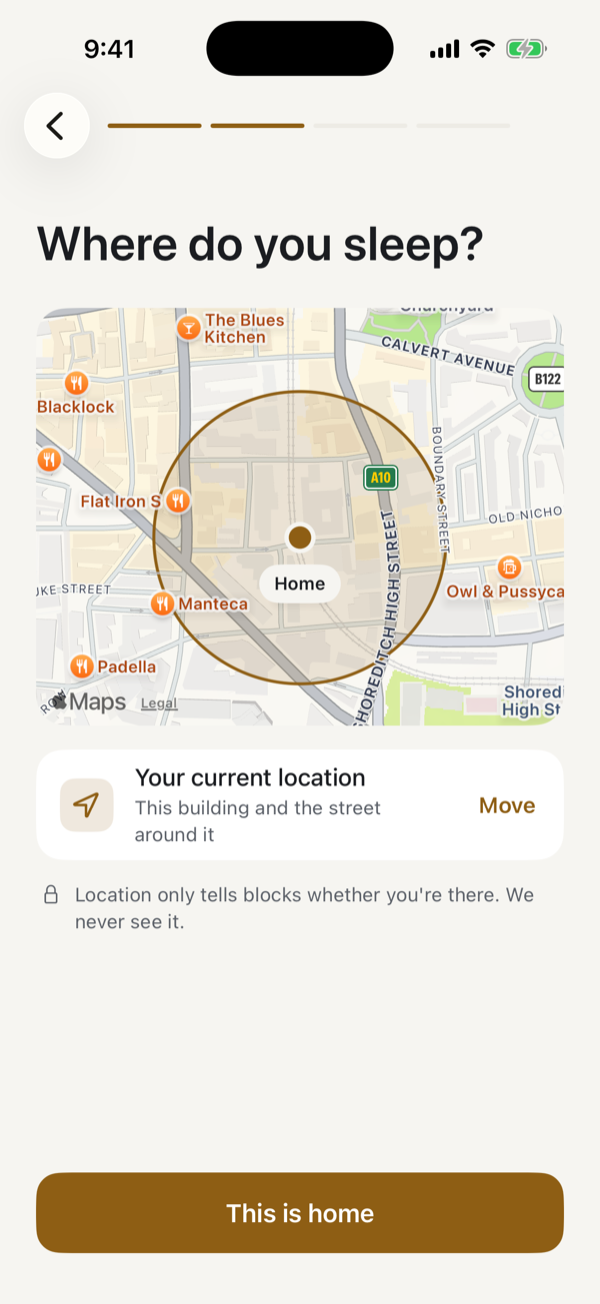 9:41
Where do you sleep?
The Blues
Kitchen
CALVERT AVENUE
B122
Blacklock
BOUNDARY STREET
A10
Flat Iron S
OLD NICHO
Home
UKE STREET
Owl & Pussyca
Manteca
SHOREDITCH HIGH STREET
Padella
Shored
High St
Maps
Legal
Your current location
This building and the street
around it
Move
Location only tells blocks whether you're there. We
never see it.
This is home